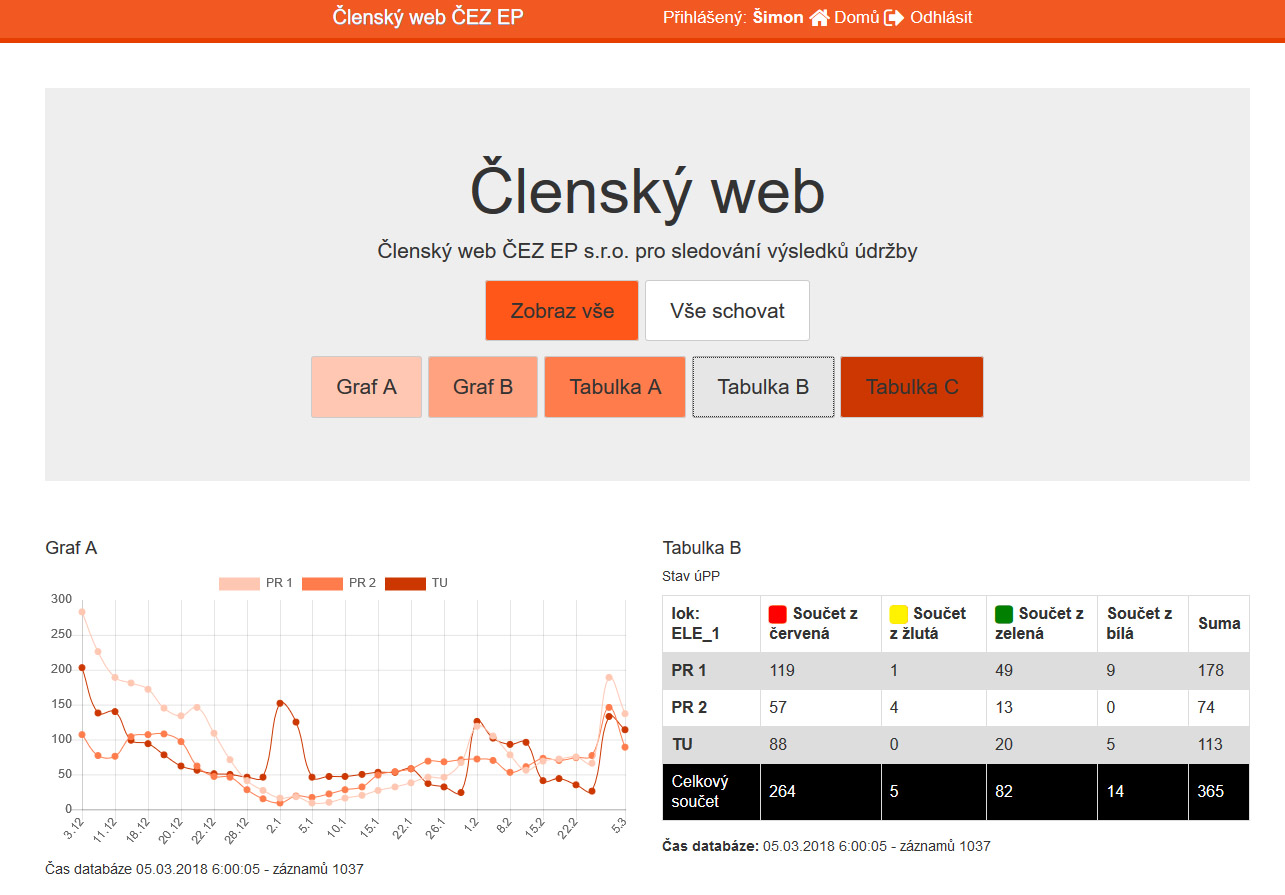 Členský web ČEZ EP
Přihlášený: Šimon Domů Odhlásit
Členský web
Členský web ČEZ EP s.r.o. pro sledování výsledků údržby
Zobraz vše Vše schovat
Graf A Graf B Tabulka A Tabulka B Tabulka C
Graf A
PR 1 PR 2 TU
300
250
200
150
100
50
0
3.12 11.12 18.12 20.12 22.12 28.12 2.1 5.1 10.1 15.1 22.1 26.1 1.2 8.2 15.2 22.2 5.3
Čas databáze 05.03.2018 6:00:05 - záznamů 1037
Tabulka B
Stav úPP
lok: ELE_1 Součet z červená Součet z žlutá Součet z zelená Součet z bílá Suma
PR 1 119 1 49 9 178
PR 2 57 4 13 0 74
TU 88 0 20 5 113
Celkový součet 264 5 82 14 365
Čas databáze: 05.03.2018 6:00:05 - záznamů 1037